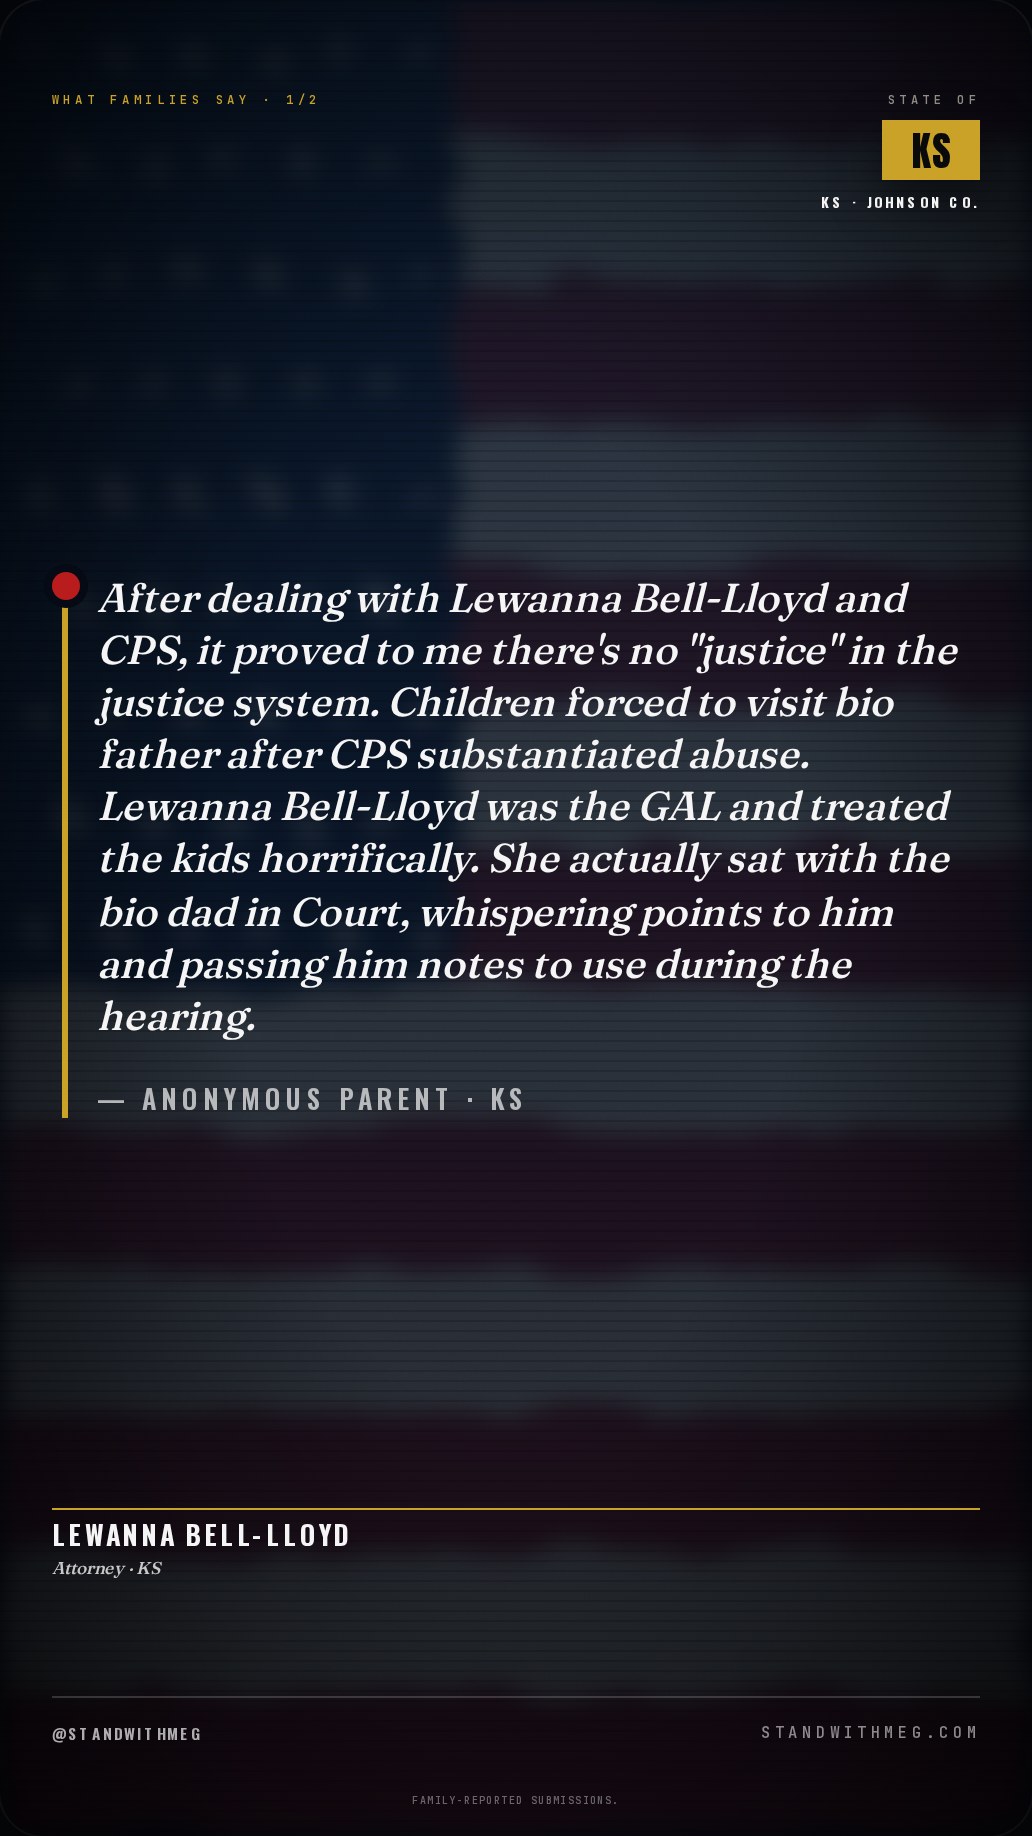 WHAT FAMILIES SAY · 1/2
STATE OF
KS
KS · JOHNSON CO.
After dealing with Lewanna Bell-Lloyd and
CPS, it proved to me there's no "justice" in the
justice system. Children forced to visit bio
father after CPS substantiated abuse.
Lewanna Bell-Lloyd was the GAL and treated
the kids horrifically. She actually sat with the
bio dad in Court, whispering points to him
and passing him notes to use during the
hearing.
— ANONYMOUS PARENT · KS
LEWANNA BELL-LLOYD
Attorney · KS
@STANDWITHMEG
STANDWITHMEG.COM
FAMILY-REPORTED SUBMISSIONS.